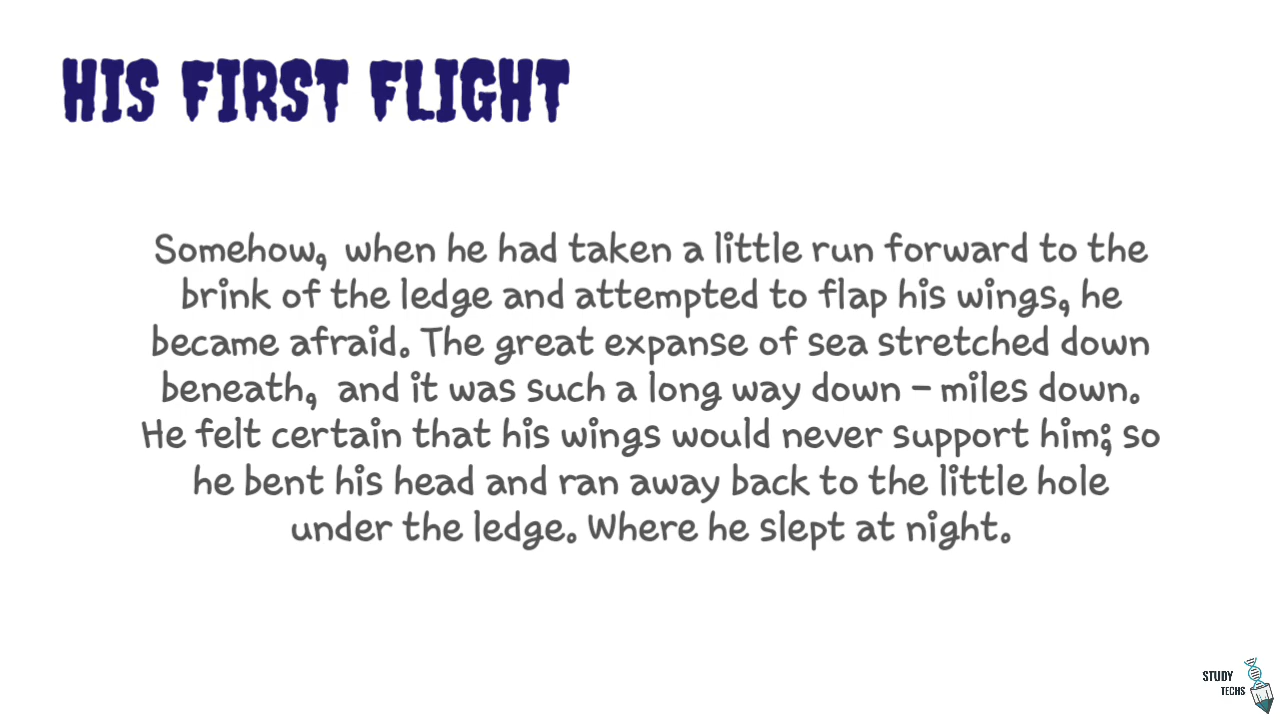 HIS FIRST FLIGHT
Somehow, when he had taken a little run forward to the
brink of the ledge and attempted to flap his wings, he
became afraid. The great expanse of sea stretched down
beneath, and it was such a long way down - miles down.
He felt certain that his wings would never support him; so
he bent his head and ran away back to the little hole
under the ledge. Where he slept at night.
STUDY
TECHS